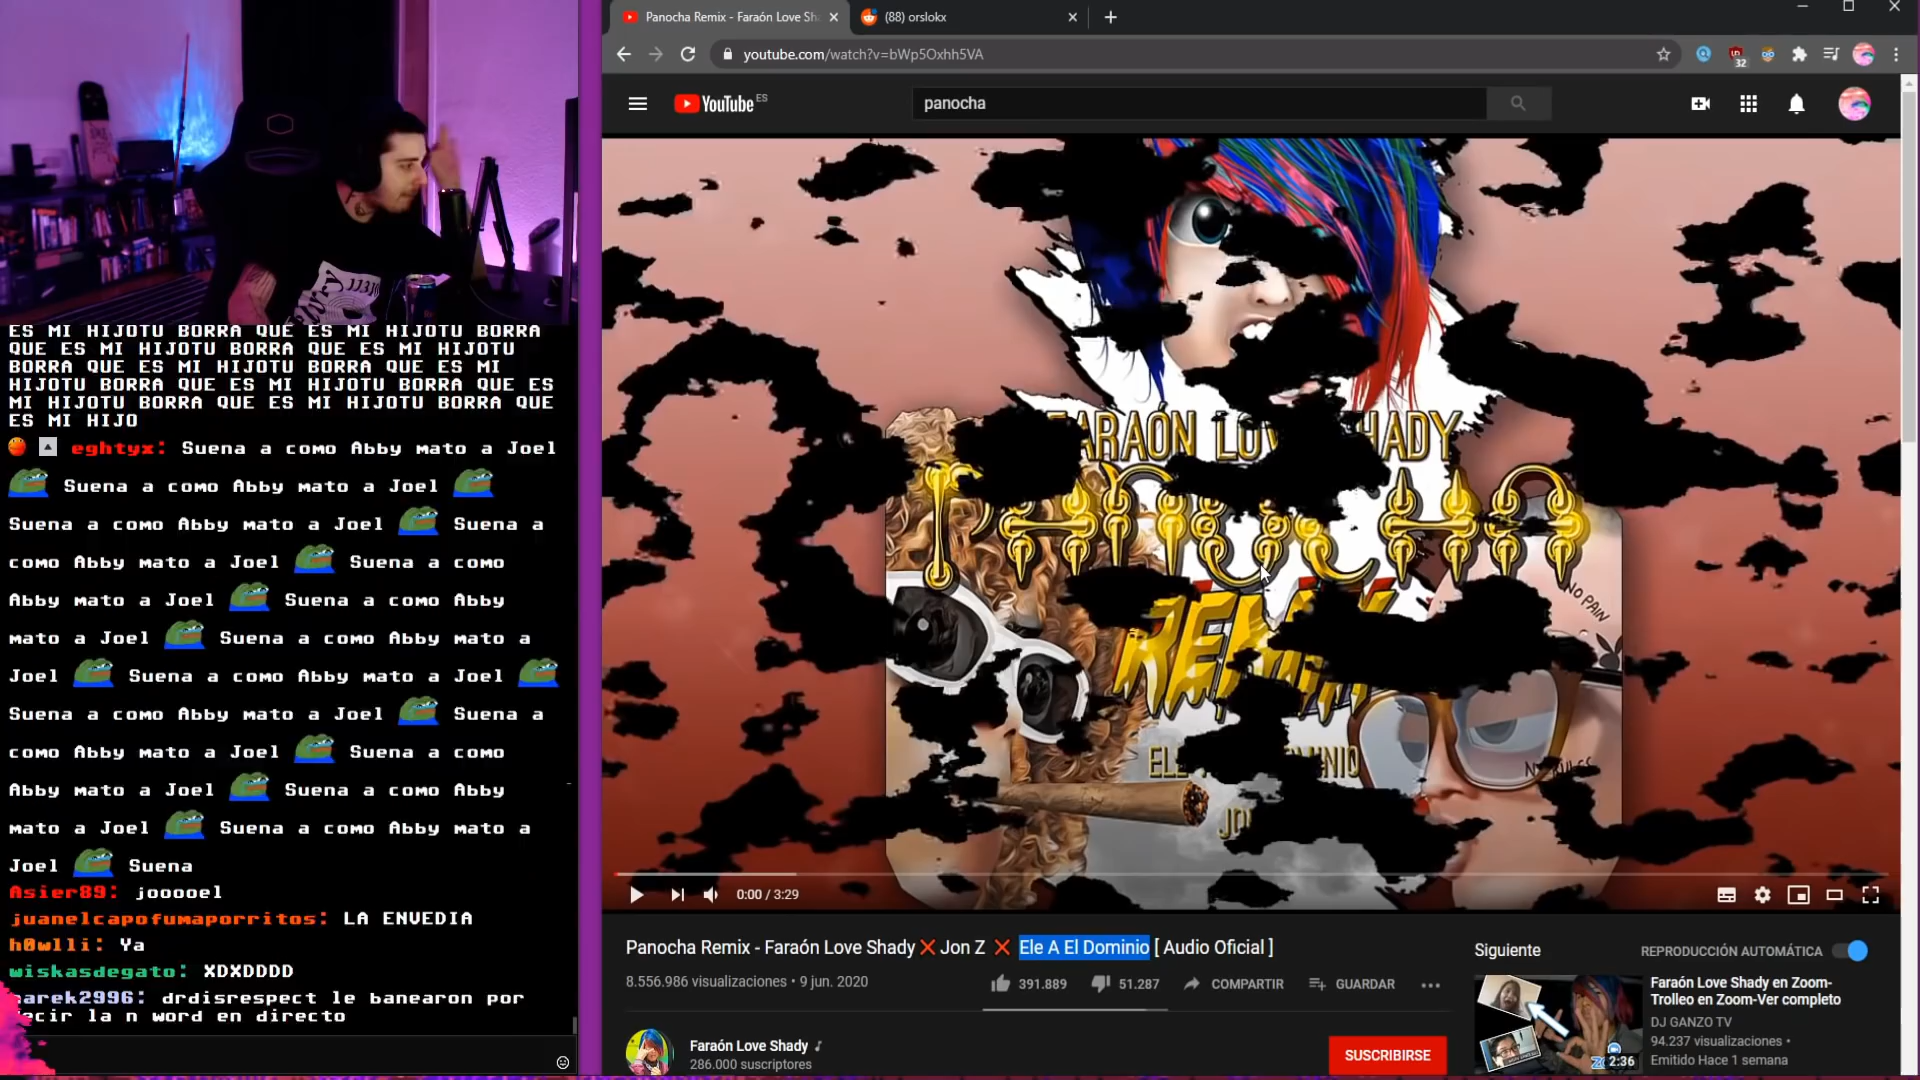 Panocha Remix - Faraón Love Sh
(88) orslokx
youtube.com/watch?v=bWp5Oxhh5VA
32
YouTube ES
panocha
ES MI HIJOTU BORRA QUE ES MI HIJOTU BORRA
QUE ES MI HIJOTU BORRA QUE ES MI HIJOTU
BORRA QUE ES MI HIJOTU BORRA QUE ES MI
HIJOTU BORRA QUE ES MI HIJOTU BORRA QUE ES
MI HIJOTU BORRA QUE ES MI HIJOTU BORRA QUE
ES MI HIJO
eghtyx: Suena a como Abby mato a Joel
Suena a como Abby mato a Joel
Suena a como Abby mato a Joel Suena a
como Abby mato a Joel Suena a como
Abby mato a Joel Suena a como Abby
mato a Joel Suena a como Abby mato a
Joel Suena a como Abby mato a Joel
Suena a como Abby mato a Joel Suena a
como Abby mato a Joel Suena a como
Abby mato a Joel Suena a como Abby
mato a Joel Suena a como Abby mato a
Joel Suena
Asier89: jooooel
juanelcapofumaporritos: LA ENVEDIA
h0wlli: Ya
wiskasdegato: XDXDDDD
arek2996: drdisrespect le banearon por
ecir la n word en directo
FARAÓN LOVE SHADY
PANOCHA
REMIX
NO PAIN
0:00 / 3:29
Panocha Remix - Faraón Love Shady ❌ Jon Z ❌ Ele A El Dominio [ Audio Oficial ]
8.556.986 visualizaciones • 9 jun. 2020
391.889
51.287
COMPARTIR
GUARDAR
Faraón Love Shady
286.000 suscriptores
SUSCRIBIRSE
Siguiente
REPRODUCCIÓN AUTOMÁTICA
Faraón Love Shady en Zoom-
Trolleo en Zoom-Ver completo
DJ GANZO TV
94.237 visualizaciones •
Emitido Hace 1 semana
2:36